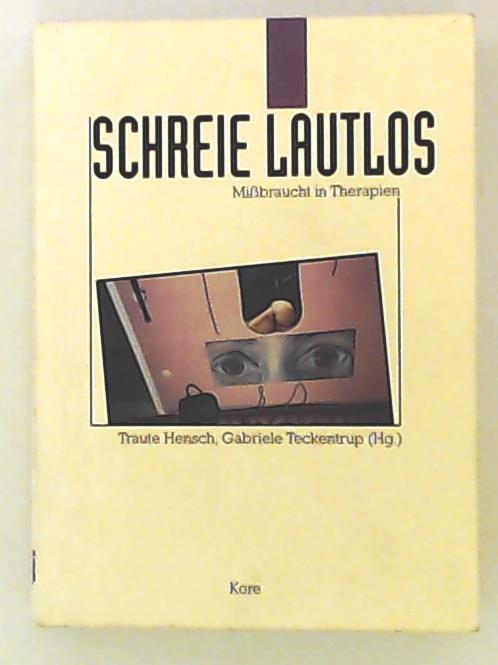 SCHREIE LAUTLOS
Mißbraucht in Therapien
Traute Hensch, Gabriele Teckentrup (Hg.)
Kore